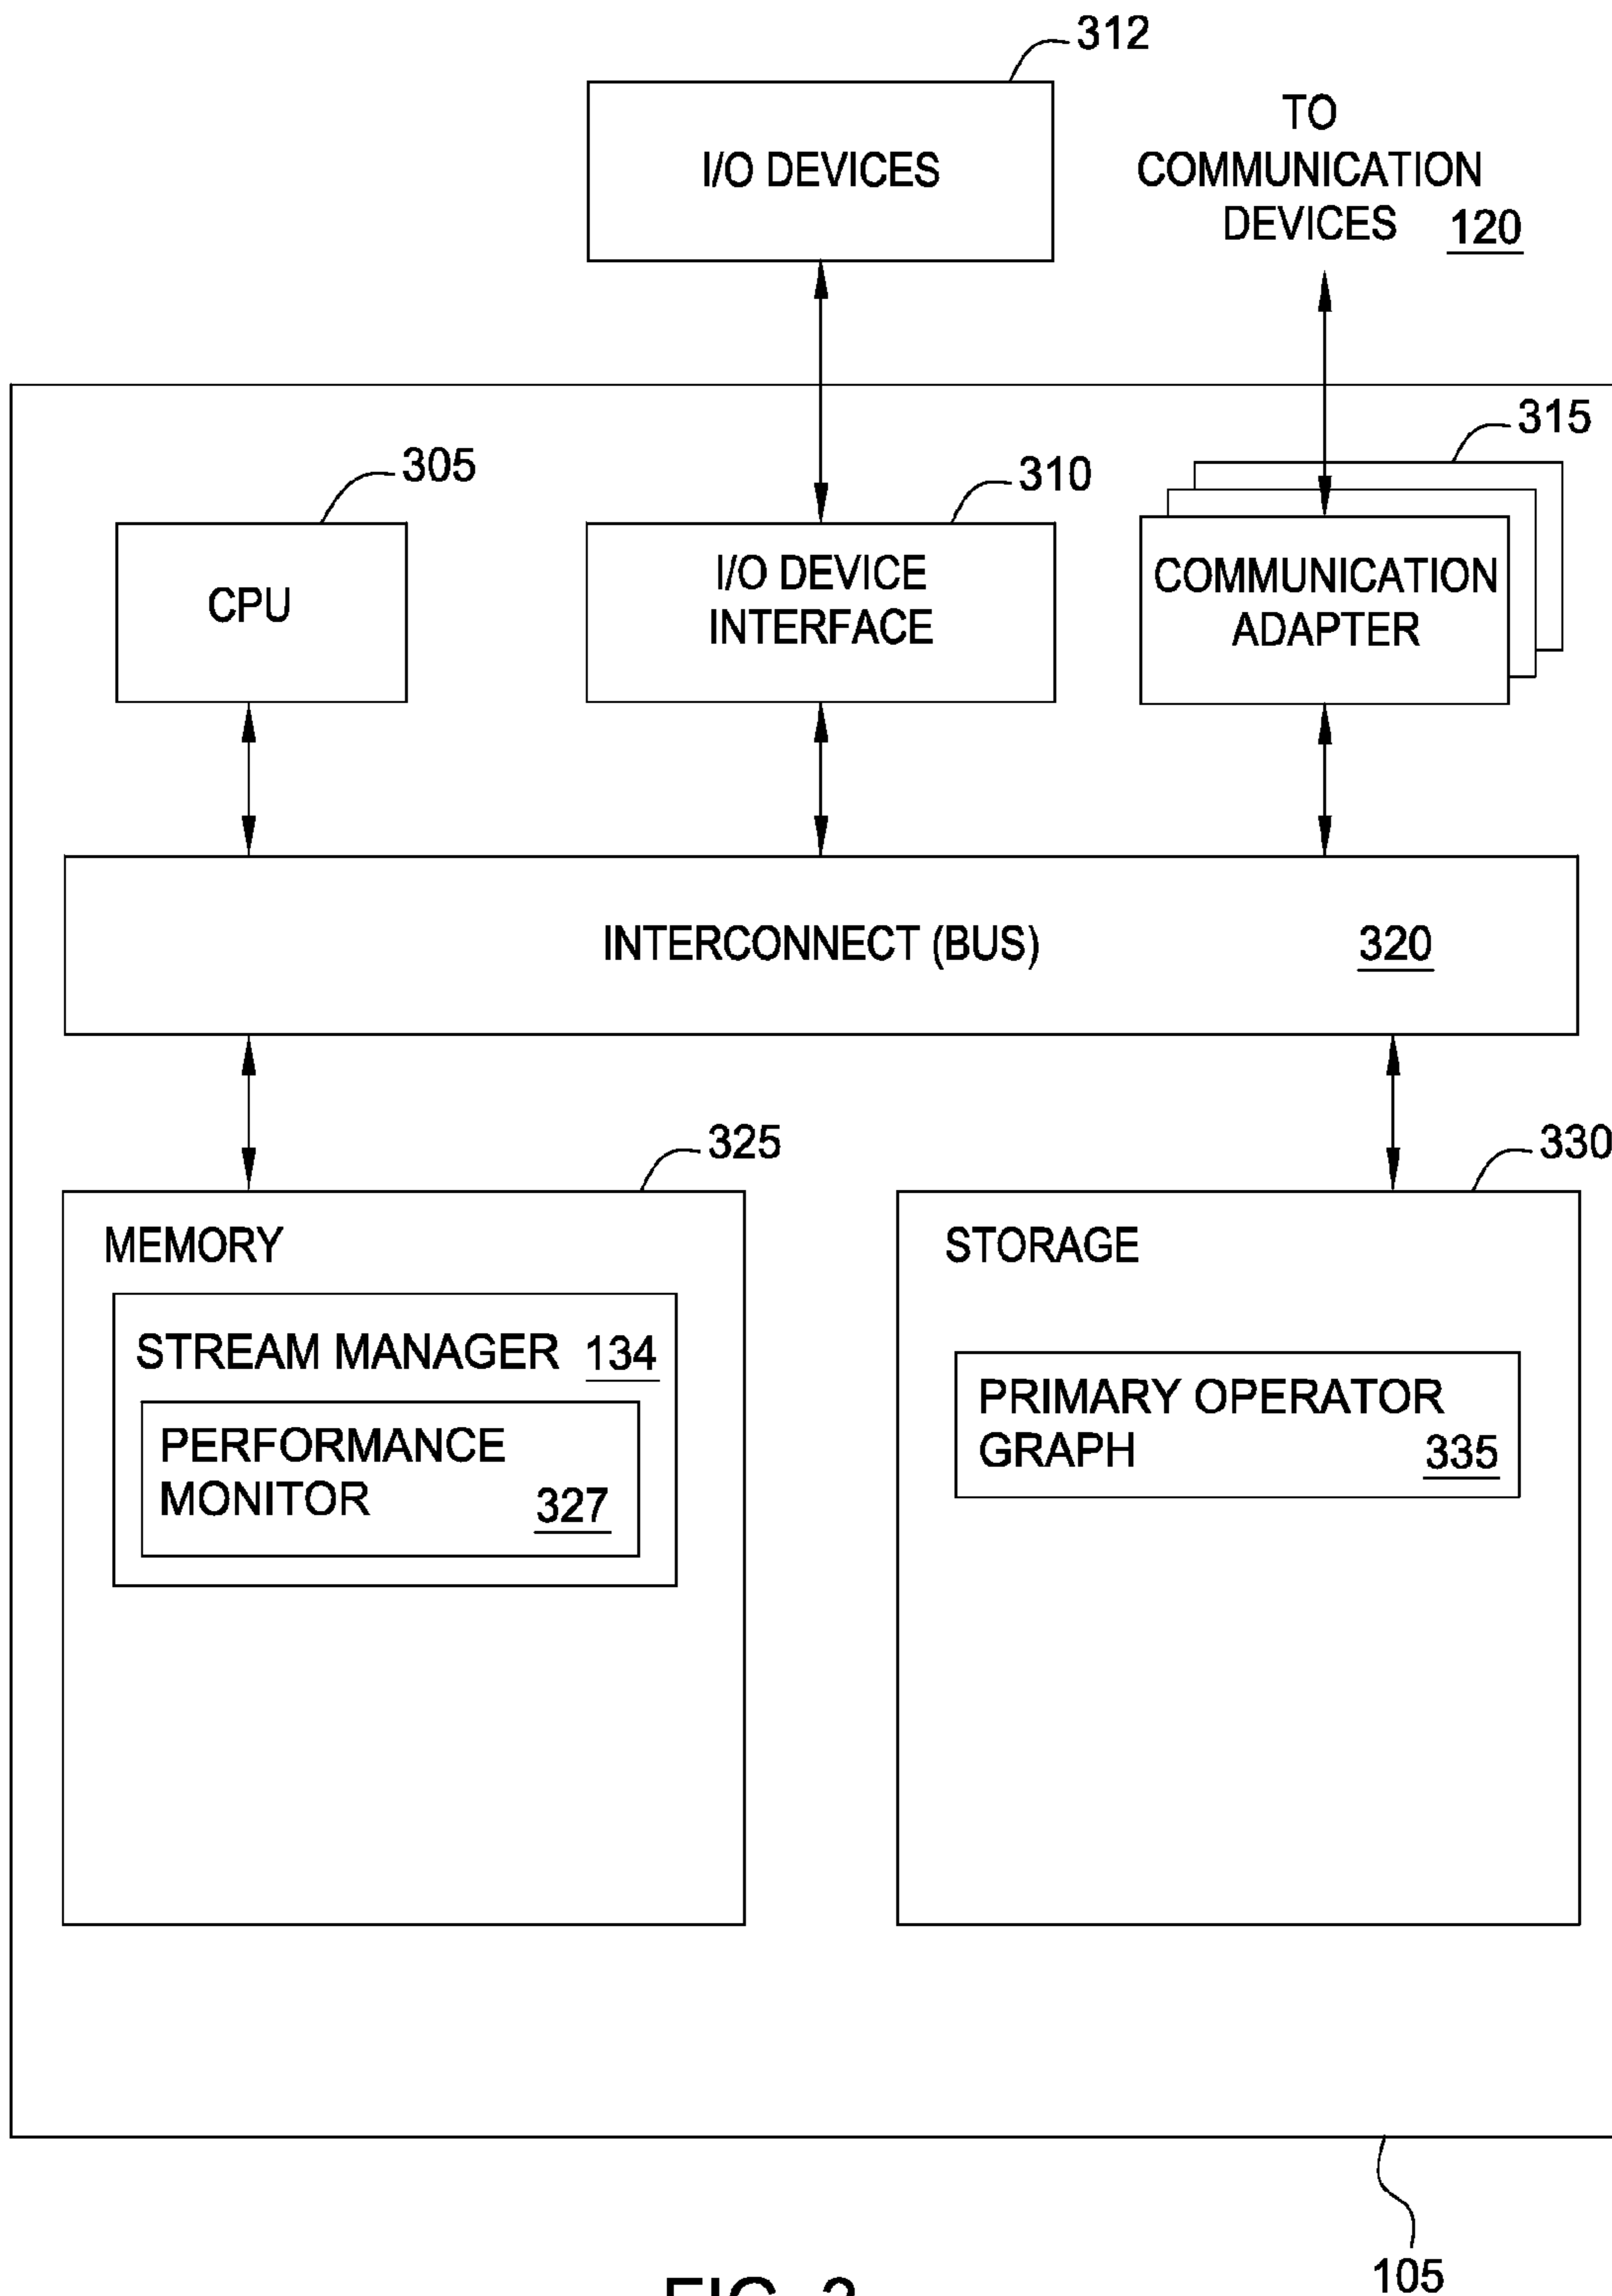 312
I/O DEVICES
TO
COMMUNICATION
DEVICES 120
315
305
310
CPU
I/O DEVICE
INTERFACE
COMMUNICATION
ADAPTER
INTERCONNECT (BUS) 320
325
330
MEMORY
STORAGE
STREAM MANAGER 134
PERFORMANCE
MONITOR 327
PRIMARY OPERATOR
GRAPH 335
105